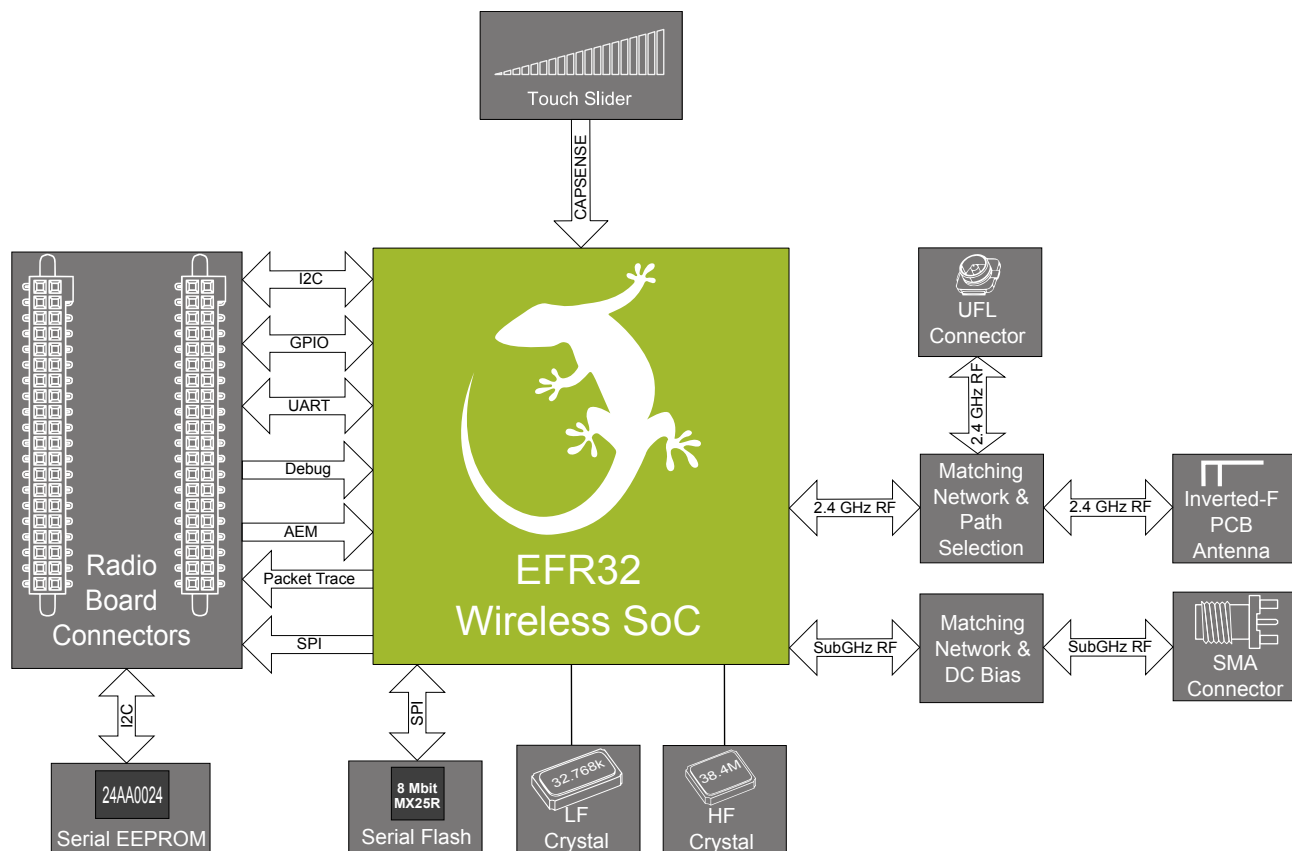 Touch Slider
CAPSENSE
I2C
GPIO
UART
Debug
AEM
Packet Trace
SPI
Radio
Board
Connectors
EFR32
Wireless SoC
UFL
Connector
2.4 GHz RF
2.4 GHz RF
Matching
Network &
Path
Selection
2.4 GHz RF
Inverted-F
PCB
Antenna
SubGHz RF
Matching
Network &
DC Bias
SubGHz RF
SMA
Connector
I2C
24AA0024
Serial EEPROM
SPI
8 Mbit
MX25R
Serial Flash
32.768k
LF
Crystal
38.4M
HF
Crystal